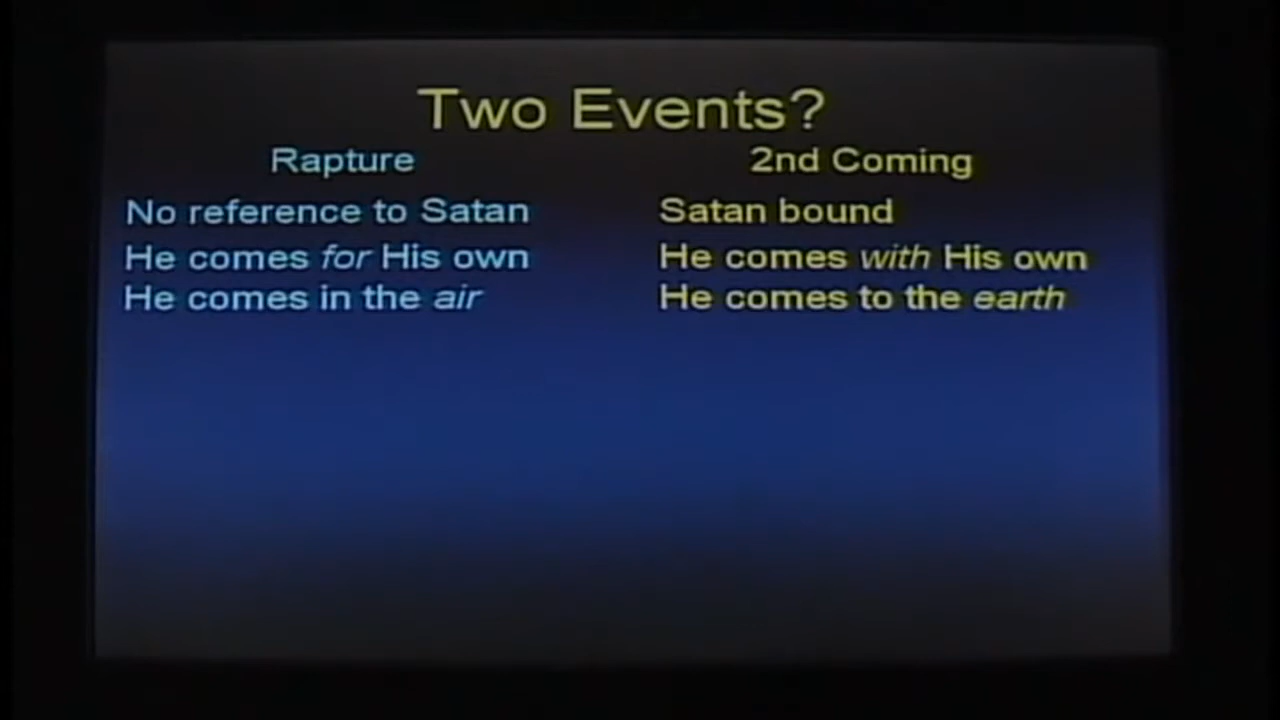 Two Events?
Rapture 2nd Coming
No reference to Satan Satan bound
He comes for His own He comes with His own
He comes in the air He comes to the earth